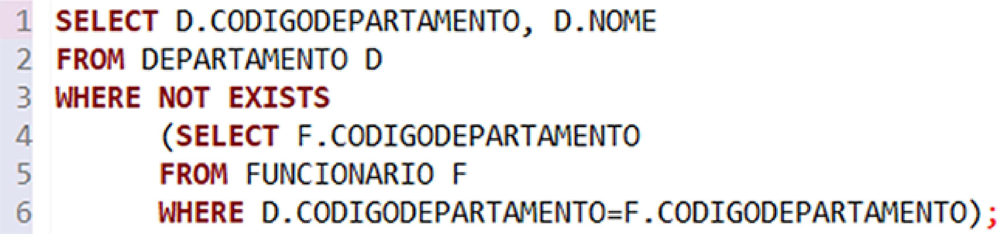 1 SELECT D.CODIGODEPARTAMENTO, D.NOME
2 FROM DEPARTAMENTO D
3 WHERE NOT EXISTS
4 (SELECT F.CODIGODEPARTAMENTO
5 FROM FUNCIONARIO F
6 WHERE D.CODIGODEPARTAMENTO=F.CODIGODEPARTAMENTO);